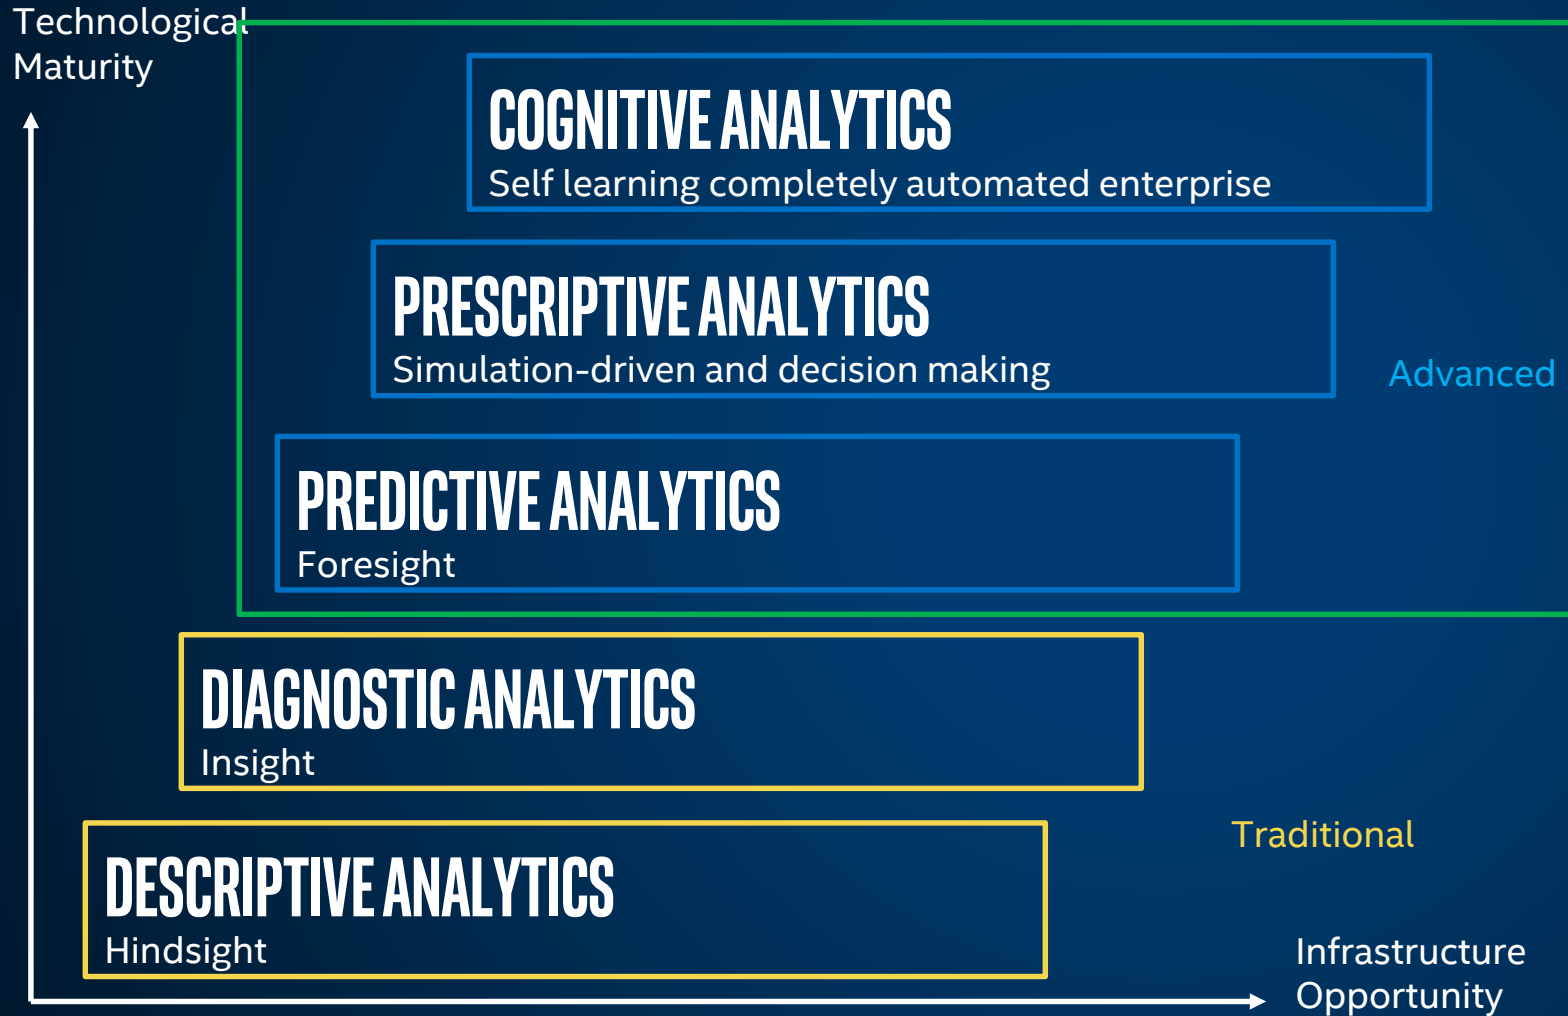 Technological
Maturity
COGNITIVE ANALYTICS
Self learning completely automated enterprise
PRESCRIPTIVE ANALYTICS
Simulation-driven and decision making
Advanced
PREDICTIVE ANALYTICS
Foresight
DIAGNOSTIC ANALYTICS
Insight
Traditional
DESCRIPTIVE ANALYTICS
Hindsight
Infrastructure
Opportunity